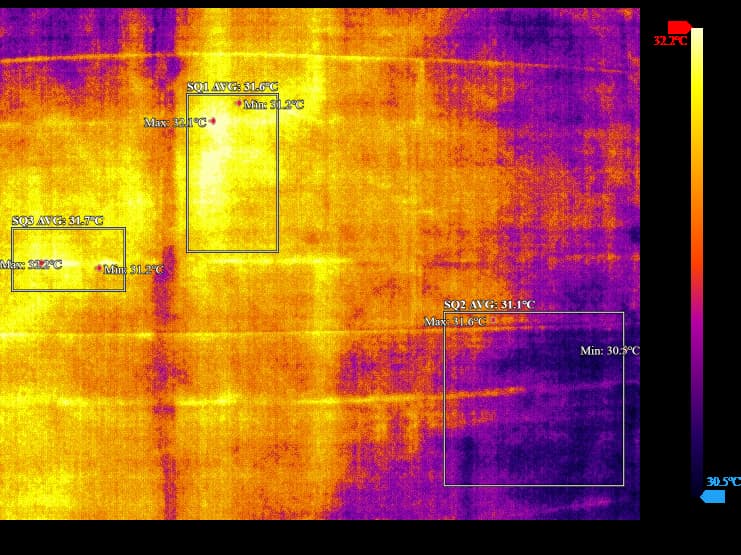 32.2°C
SQ1 AVG: 31.6°C
Min: 31.2°C
Max: 32.1°C
SQ3 AVG: 31.7°C
Max: 32.2°C
Min: 31.2°C
SQ2 AVG: 31.1°C
Max: 31.6°C
Min: 30.5°C
30.5°C